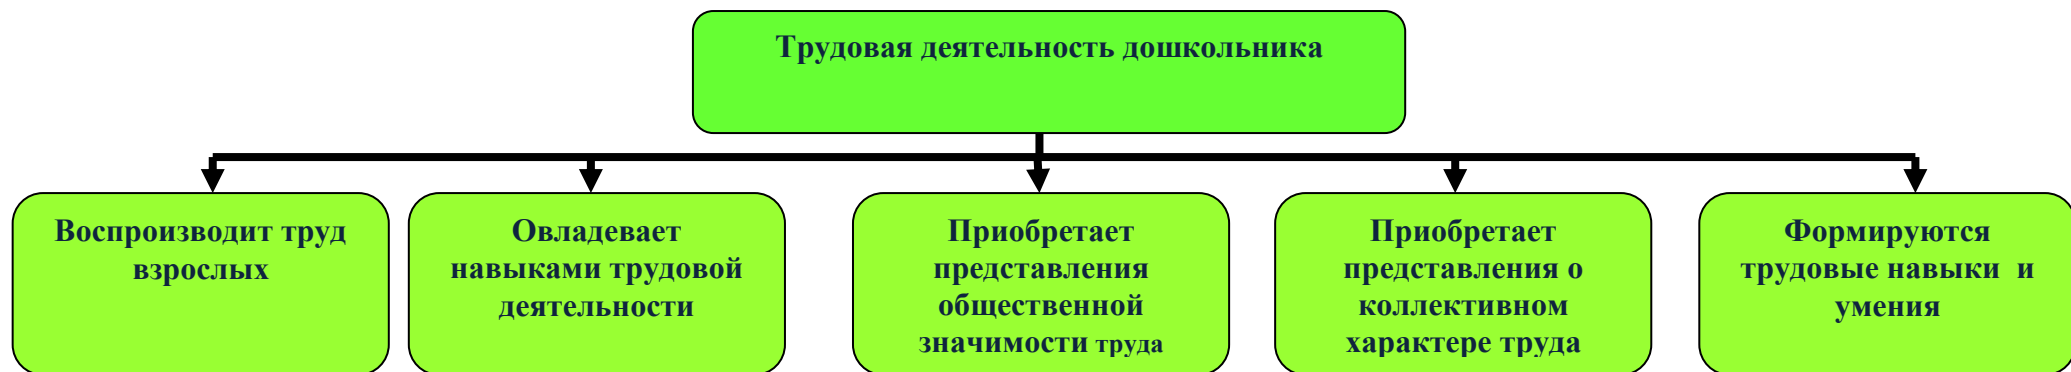 Трудовая деятельность дошкольника
Воспроизводит труд
взрослых
Овладевает
навыками трудовой
деятельности
Приобретает
представления
общественной
значимости труда
Приобретает
представления о
коллективном
характере труда
Формируются
трудовые навыки и
умения